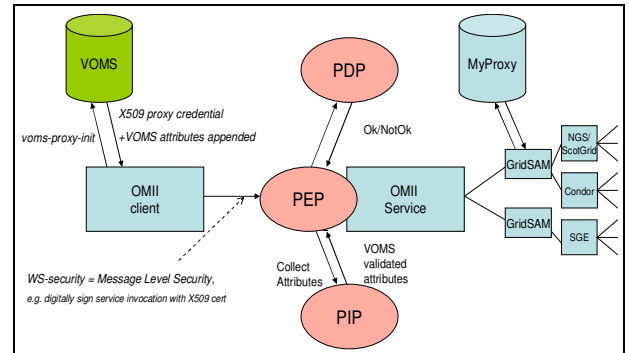 VOMS
PDP
MyProxy
X509 proxy credential
voms-proxy-init
+VOMS attributes appended
Ok/NotOk
NGS/
ScotGrid
GridSAM
OMII
client
PEP
OMII
Service
Condor
GridSAM
SGE
WS-security = Message Level Security,
e.g. digitally sign service invocation with X509 cert
Collect
Attributes
VOMS
validated
attributes
PIP